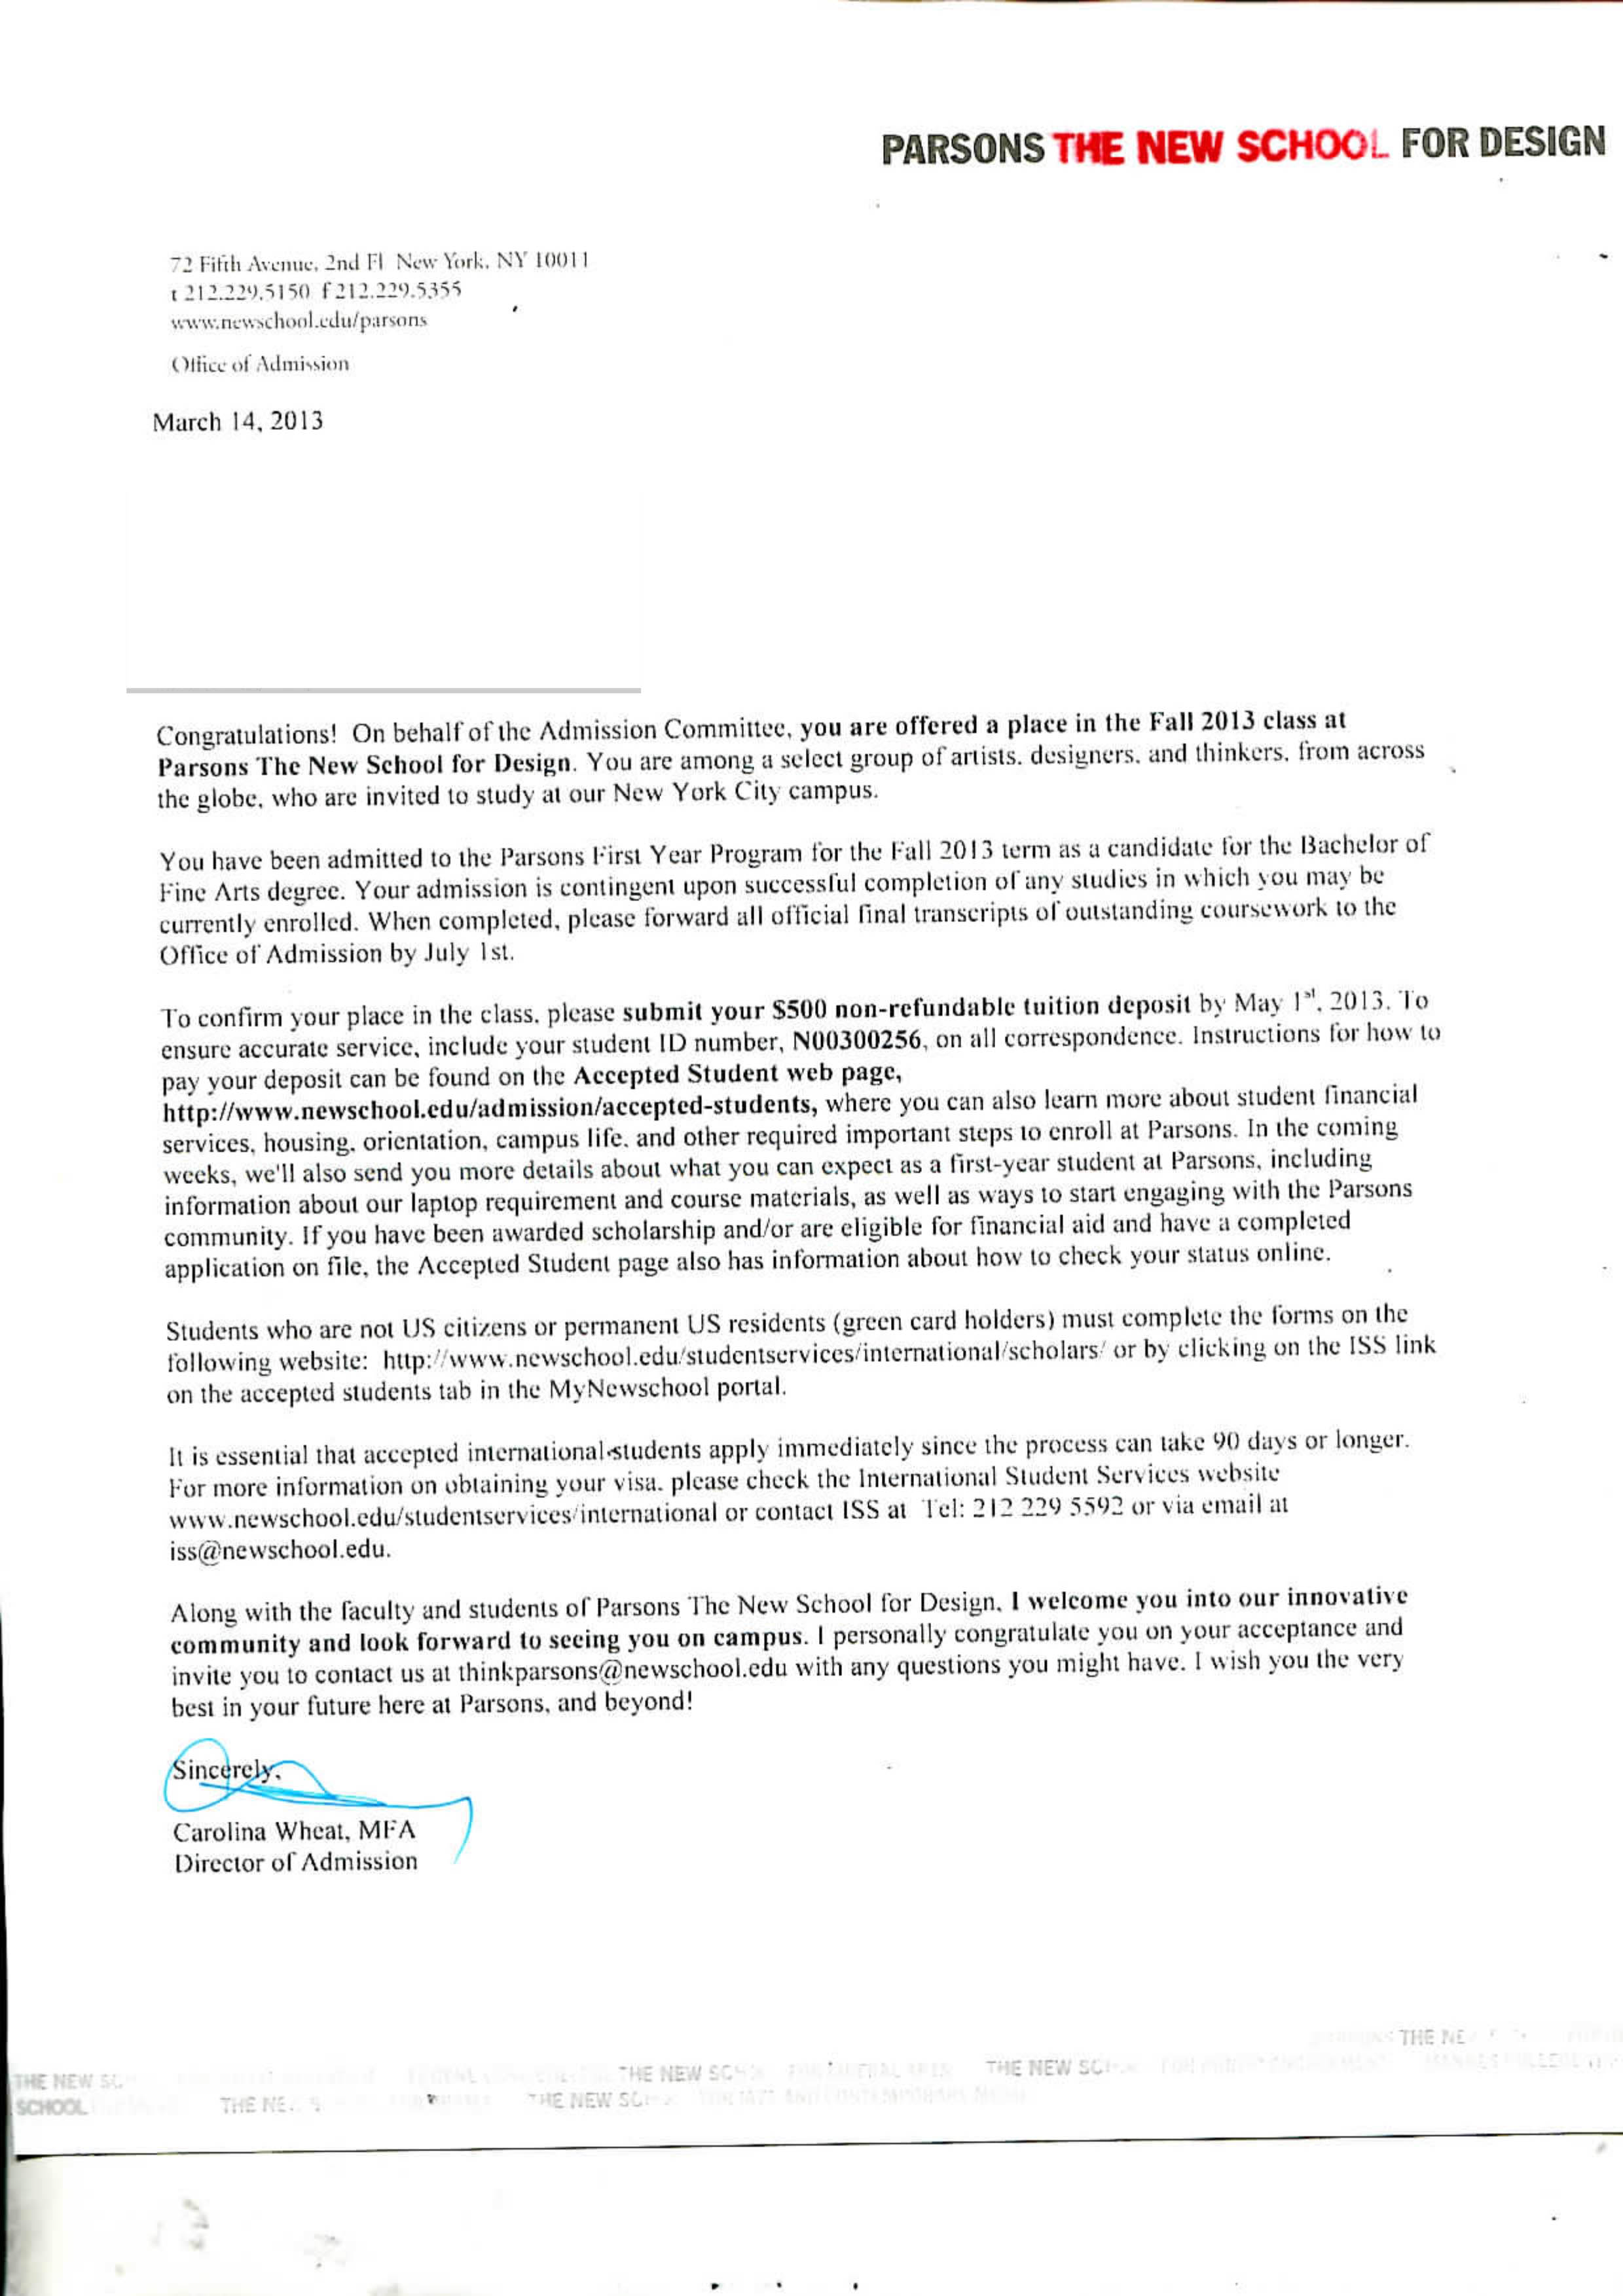 PARSONS THE NEW SCHOOL FOR DESIGN
72 Fifth Avenue, 2nd Fl New York, NY 10011
t 212.229.5150 f 212.229.5355
www.newschool.edu/parsons
Office of Admission
March 14, 2013
Congratulations! On behalf of the Admission Committee, you are offered a place in the Fall 2013 class at
Parsons The New School for Design. You are among a select group of artists, designers, and thinkers, from across
the globe, who are invited to study at our New York City campus.
You have been admitted to the Parsons First Year Program for the Fall 2013 term as a candidate for the Bachelor of
Fine Arts degree. Your admission is contingent upon successful completion of any studies in which you may be
currently enrolled. When completed, please forward all official final transcripts of outstanding coursework to the
Office of Admission by July 1st.
To confirm your place in the class, please submit your $500 non-refundable tuition deposit by May 1st, 2013. To
ensure accurate service, include your student ID number, N00300256, on all correspondence. Instructions for how to
pay your deposit can be found on the Accepted Student web page,
http://www.newschool.edu/admission/accepted-students, where you can also learn more about student financial
services, housing, orientation, campus life, and other required important steps to enroll at Parsons. In the coming
weeks, we'll also send you more details about what you can expect as a first-year student at Parsons, including
information about our laptop requirement and course materials, as well as ways to start engaging with the Parsons
community. If you have been awarded scholarship and/or are eligible for financial aid and have a completed
application on file, the Accepted Student page also has information about how to check your status online.
Students who are not US citizens or permanent US residents (green card holders) must complete the forms on the
following website: http://www.newschool.edu/studentservices/international/scholars/ or by clicking on the ISS link
on the accepted students tab in the MyNewschool portal.
It is essential that accepted international students apply immediately since the process can take 90 days or longer.
For more information on obtaining your visa, please check the International Student Services website
www.newschool.edu/studentservices/international or contact ISS at Tel: 212 229 5592 or via email at
iss@newschool.edu.
Along with the faculty and students of Parsons The New School for Design, I welcome you into our innovative
community and look forward to seeing you on campus. I personally congratulate you on your acceptance and
invite you to contact us at thinkparsons@newschool.edu with any questions you might have. I wish you the very
best in your future here at Parsons, and beyond!
Sincerely,
Carolina Wheat, MFA
Director of Admission
THE
THE NEW THE NEW THE NEW
SCHOOL THE THE NEW